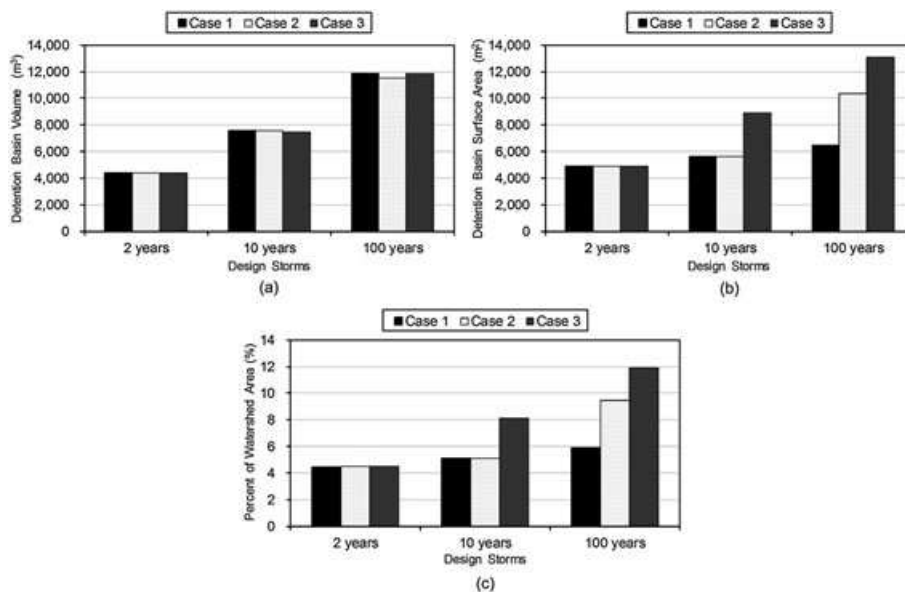 Case 1 Case 2 Case 3
14,000
12,000
10,000
8,000
6,000
4,000
2,000
0
Detention Basin Volume (m³)
2 years 10 years 100 years
Design Storms
(a)
Case 1 Case 2 Case 3
14,000
12,000
10,000
8,000
6,000
4,000
2,000
0
Detention Basin Surface Area (m²)
2 years 10 years 100 years
Design Storms
(b)
Case 1 Case 2 Case 3
14
12
10
8
6
4
2
0
Percent of Watershed Area (%)
2 years 10 years 100 years
Design Storms
(c)